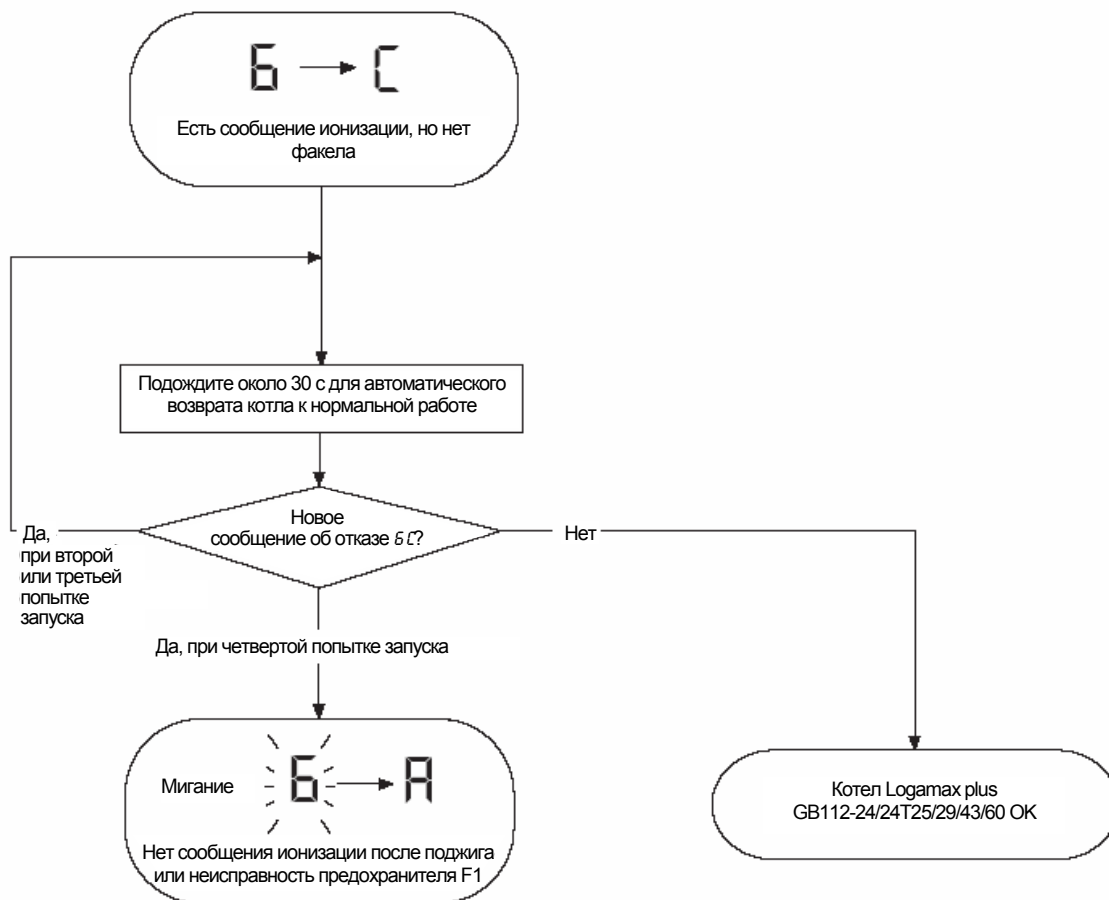 6 → C
Есть сообщение ионизации, но нет
факела
Подождите около 30 с для автоматического
возврата котла к нормальной работе
Новое
сообщение об отказе 6C?
Да,
при второй
или третьей
попытке
запуска
Нет
Да, при четвертой попытке запуска
Мигание
6 → A
Нет сообщения ионизации после поджига
или неисправность предохранителя F1
Котел Logamax plus
GB112-24/24T25/29/43/60 OK